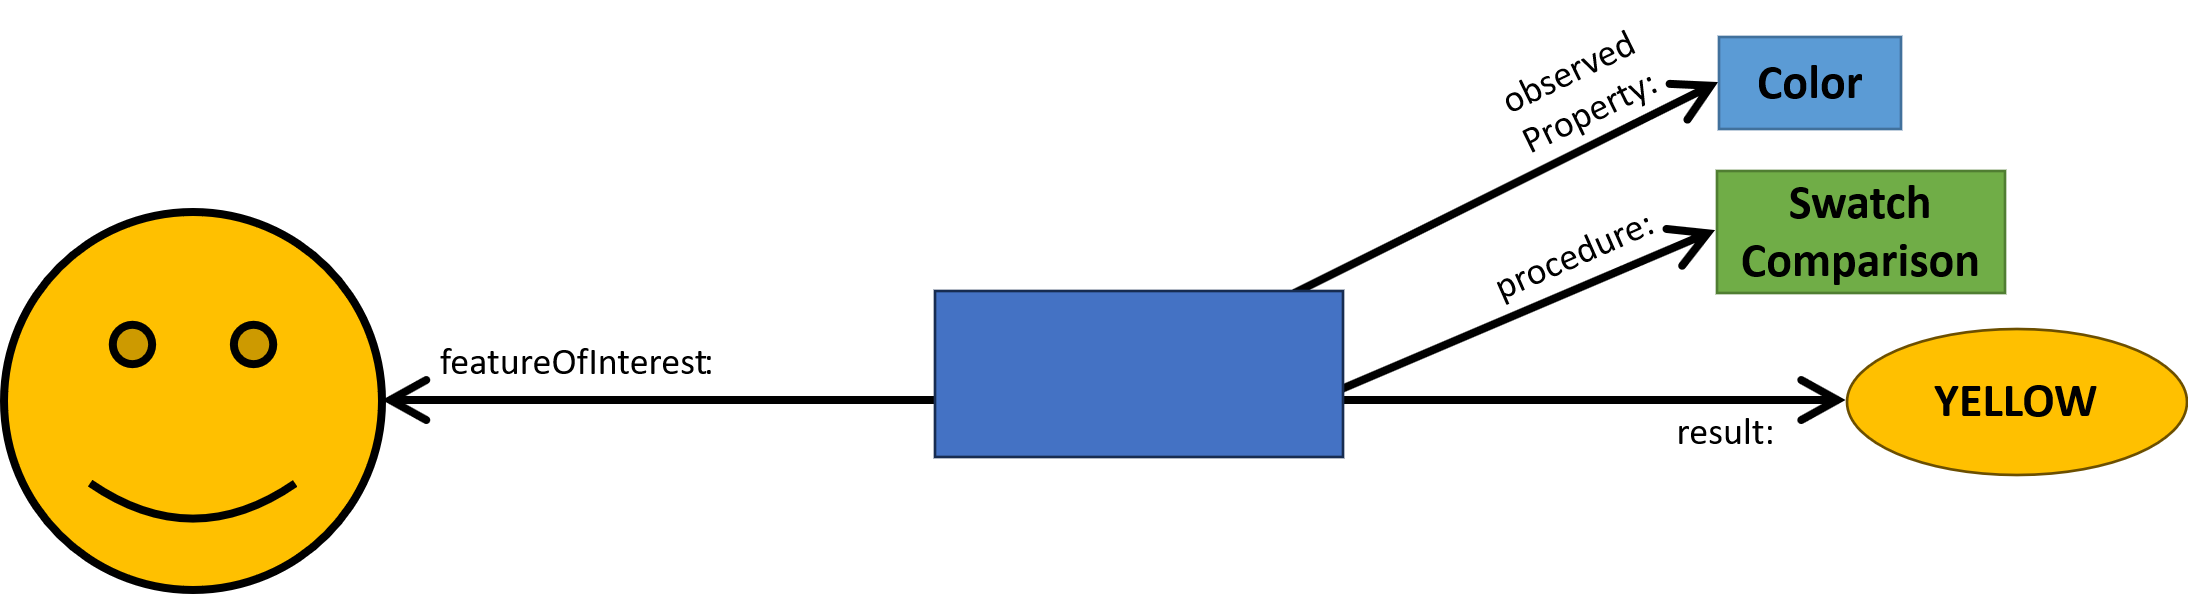 observed
Property:
Color
procedure:
Swatch
Comparison
featureOfInterest:
YELLOW
result: